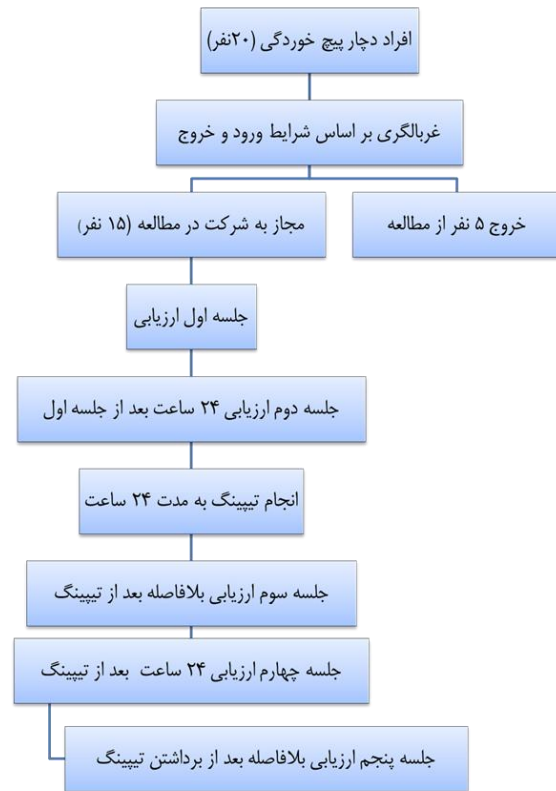 افراد دچار پیچ خوردگی (۲۰نفر)
غربالگری بر اساس شرایط ورود و خروج
مجاز به شرکت در مطالعه (۱۵ نفر)
خروج ۵ نفر از مطالعه
جلسه اول ارزیابی
جلسه دوم ارزیابی ۲۴ ساعت بعد از جلسه اول
انجام تیپینگ به مدت ۲۴ ساعت
جلسه سوم ارزیابی بلافاصله بعد از تیپینگ
جلسه چهارم ارزیابی ۲۴ ساعت بعد از تیپینگ
جلسه پنجم ارزیابی بلافاصله بعد از برداشتن تیپینگ